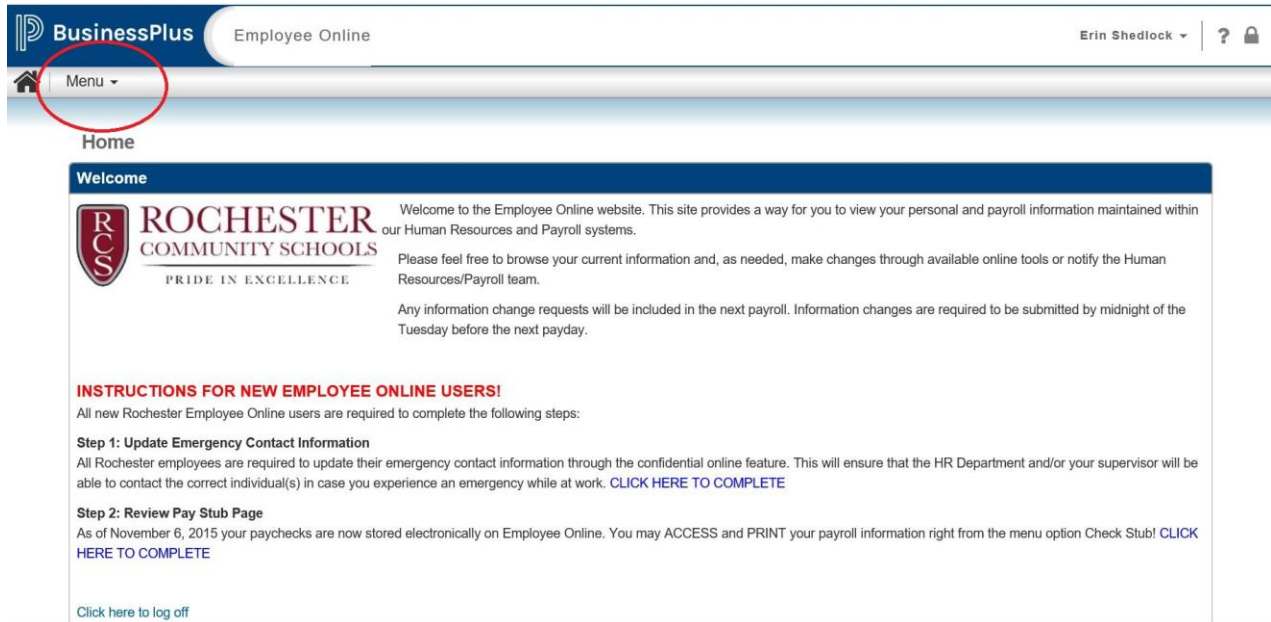 BusinessPlus Employee Online Erin Shedlock ?
Menu
Home
Welcome
RCS
ROCHESTER
COMMUNITY SCHOOLS
PRIDE IN EXCELLENCE
Welcome to the Employee Online website. This site provides a way for you to view your personal and payroll information maintained within
our Human Resources and Payroll systems.
Please feel free to browse your current information and, as needed, make changes through available online tools or notify the Human
Resources/Payroll team.
Any information change requests will be included in the next payroll. Information changes are required to be submitted by midnight of the
Tuesday before the next payday.
INSTRUCTIONS FOR NEW EMPLOYEE ONLINE USERS!
All new Rochester Employee Online users are required to complete the following steps:
Step 1: Update Emergency Contact Information
All Rochester employees are required to update their emergency contact information through the confidential online feature. This will ensure that the HR Department and/or your supervisor will be
able to contact the correct individual(s) in case you experience an emergency while at work. CLICK HERE TO COMPLETE
Step 2: Review Pay Stub Page
As of November 6, 2015 your paychecks are now stored electronically on Employee Online. You may ACCESS and PRINT your payroll information right from the menu option Check Stub! CLICK
HERE TO COMPLETE
Click here to log off